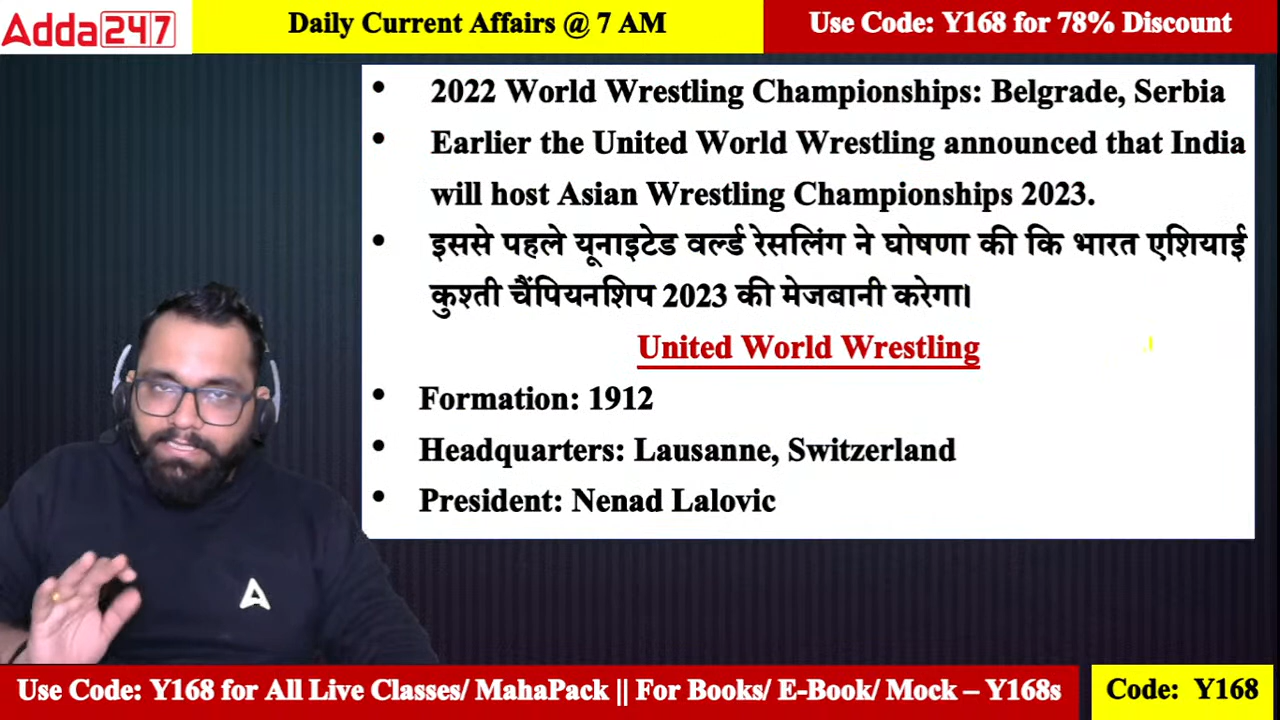 Adda247
Daily Current Affairs @ 7 AM
Use Code: Y168 for 78% Discount
• 2022 World Wrestling Championships: Belgrade, Serbia
• Earlier the United World Wrestling announced that India
will host Asian Wrestling Championships 2023.
• इससे पहले यूनाइटेड वर्ल्ड रेसलिंग ने घोषणा की कि भारत एशियाई
कुश्ती चैंपियनशिप 2023 की मेजबानी करेगा।
United World Wrestling
• Formation: 1912
• Headquarters: Lausanne, Switzerland
• President: Nenad Lalovic
Use Code: Y168 for All Live Classes/ MahaPack || For Books/ E-Book/ Mock – Y168s
Code: Y168